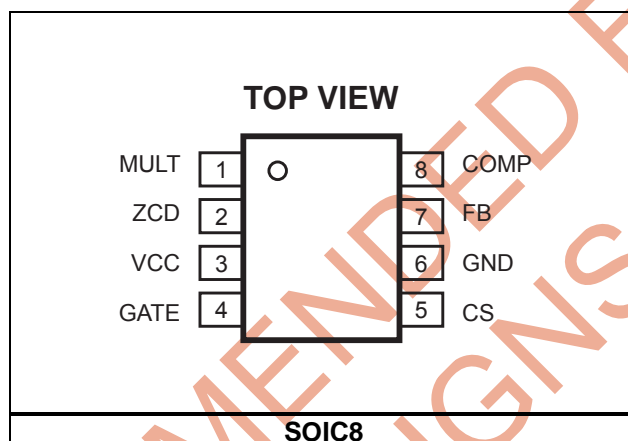 TOP VIEW
MULT 1 8 COMP
ZCD 2 7 FB
VCC 3 6 GND
GATE 4 5 CS
SOIC8